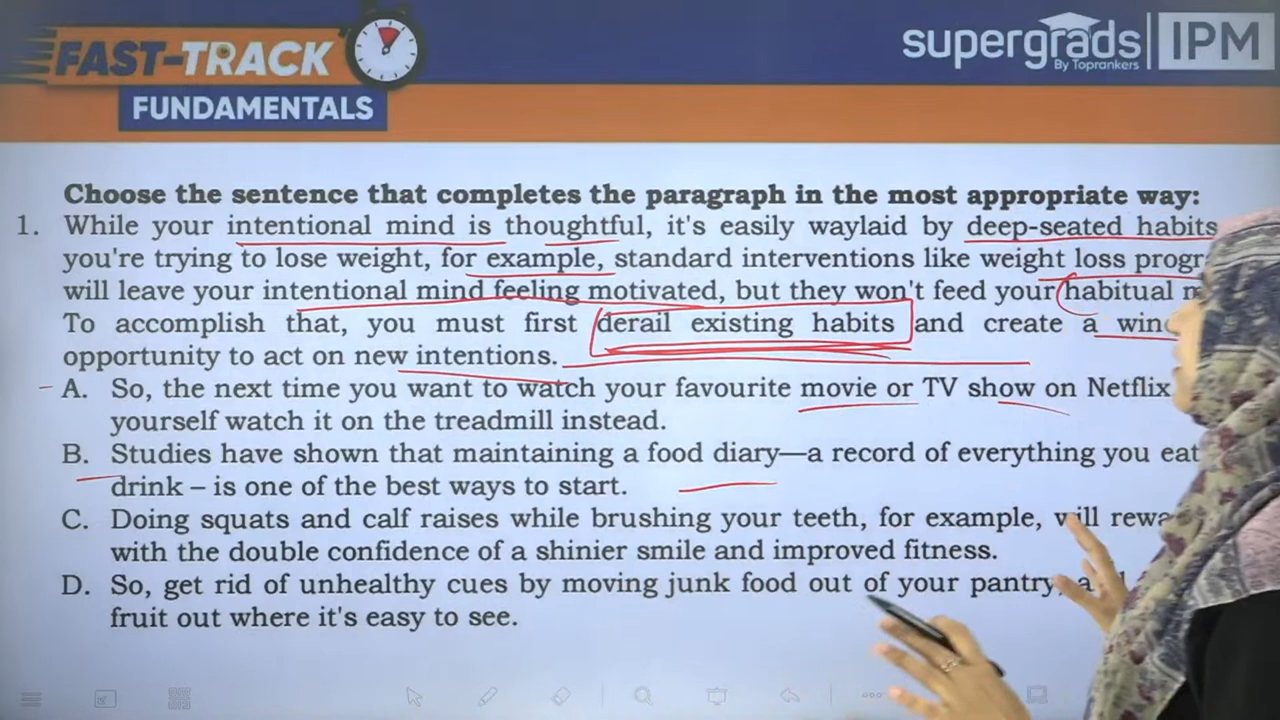 FAST-TRACK
FUNDAMENTALS
supergrads
By Toprankers
IPM
Choose the sentence that completes the paragraph in the most appropriate way:
1. While your intentional mind is thoughtful, it's easily waylaid by deep-seated habits
you're trying to lose weight, for example, standard interventions like weight loss
will leave your intentional mind feeling motivated, but they won't feed your habitual
To accomplish that, you must first derail existing habits and create a
opportunity to act on new intentions.
A. So, the next time you want to watch your favourite movie or TV show on Netflix
yourself watch it on the treadmill instead.
B. Studies have shown that maintaining a food diary—a record of everything you eat
drink – is one of the best ways to start.
C. Doing squats and calf raises while brushing your teeth, for example, will
with the double confidence of a shinier smile and improved fitness.
D. So, get rid of unhealthy cues by moving junk food out of your pantry,
fruit out where it's easy to see.